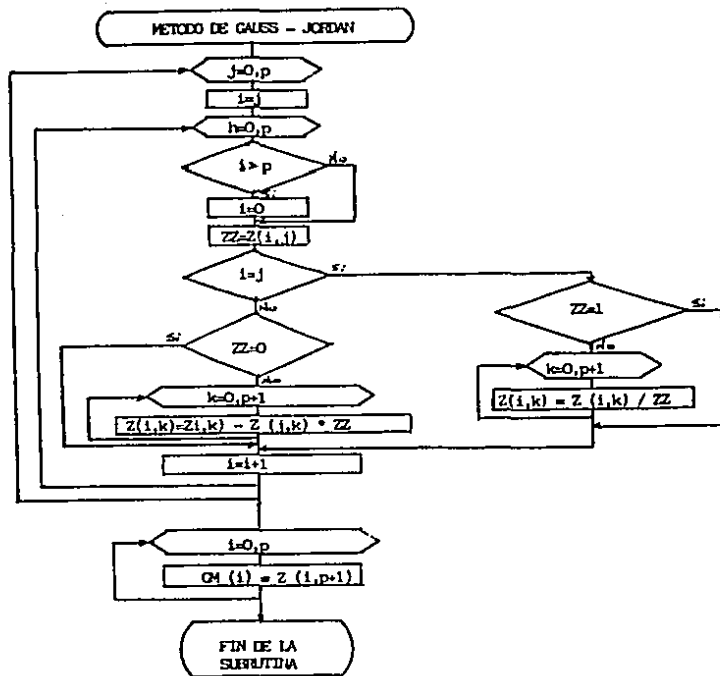 METODO DE GAUSS - JORDAN
j=0,p
i=j
h=0,p
i > p
No
Si
i=0
ZZ=Z(i,j)
i=j
Si
No
ZZ=1
Si
No
ZZ=0
Si
No
k=0,p+1
Z(i,k) = Z (i,k) / ZZ
k=0,p+1
Z(i,k)=Zi,k) - Z (j,k) * ZZ
i=i+1
i=0,p
CM (i) = Z (i,p+1)
FIN DE LA
SUBRUTINA